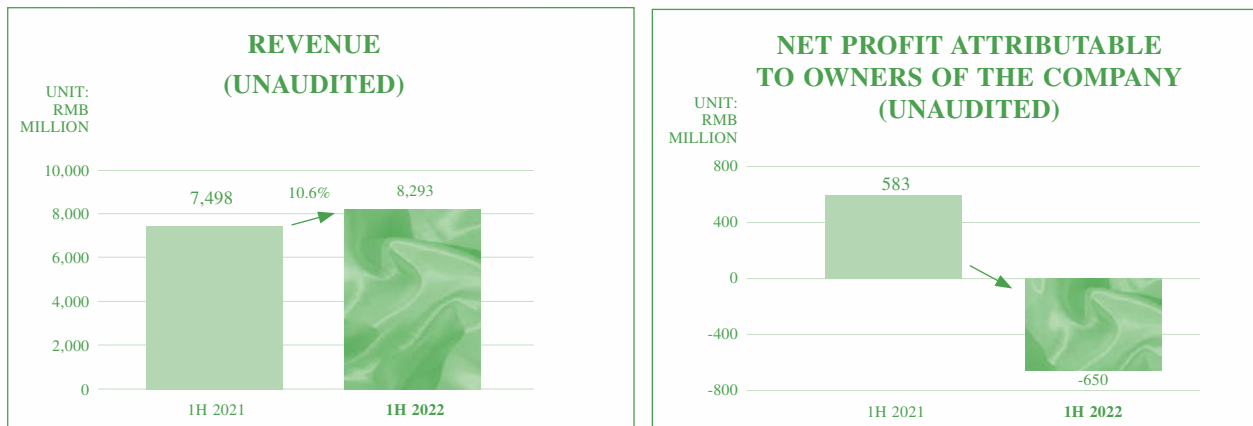 REVENUE
(UNAUDITED)
UNIT:
RMB
MILLION
10,000
8,000
6,000
4,000
2,000
0
7,498
10.6%
8,293
1H 2021
1H 2022
NET PROFIT ATTRIBUTABLE
TO OWNERS OF THE COMPANY
(UNAUDITED)
UNIT:
RMB
MILLION
800
400
0
-400
-800
583
-650
1H 2021
1H 2022